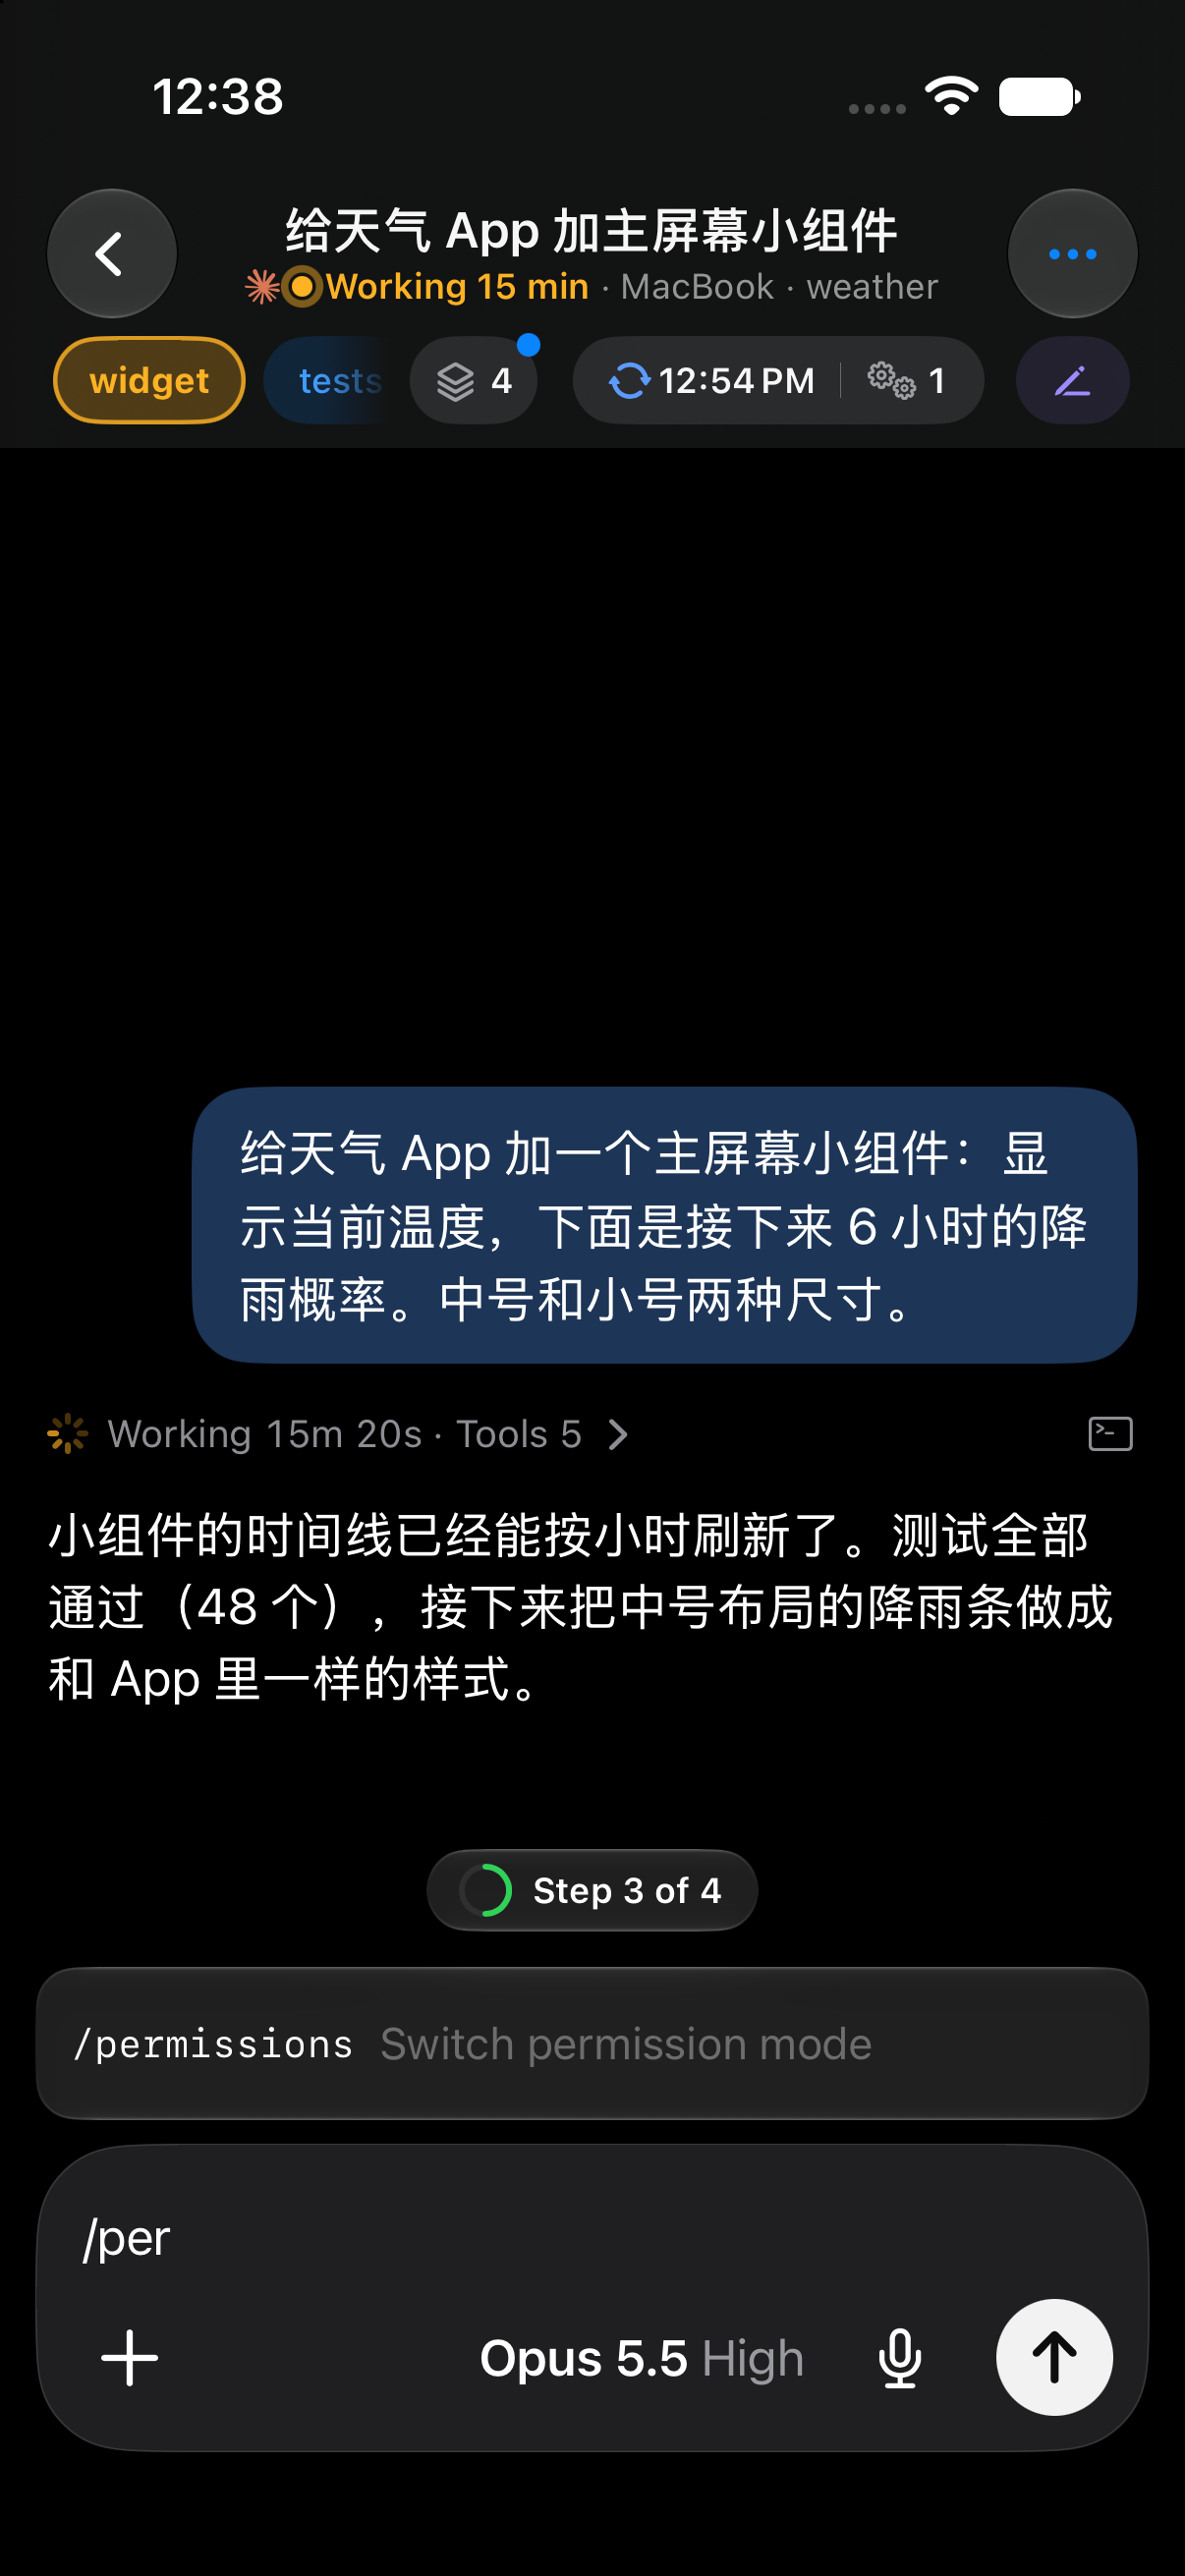 12:38
给天气 App 加主屏幕小组件
Working 15 min · MacBook · weather
widget
tests
4
12:54 PM
1
给天气 App 加一个主屏幕小组件：显
示当前温度，下面是接下来 6 小时的降
雨概率。中号和小号两种尺寸。
Working 15m 20s · Tools 5
小组件的时间线已经能按小时刷新了。测试全部
通过（48 个），接下来把中号布局的降雨条做成
和 App 里一样的样式。
Step 3 of 4
/permissions Switch permission mode
/per
Opus 5.5 High